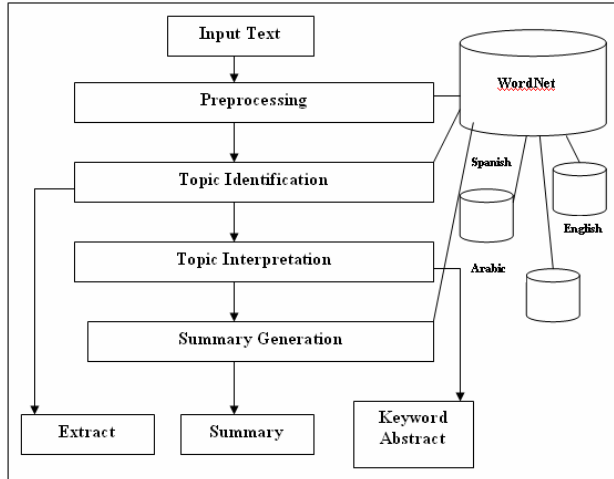 Input Text
WordNet
Preprocessing
Spanish
Topic Identification
English
Topic Interpretation
Arabic
Summary Generation
Extract
Summary
Keyword
Abstract